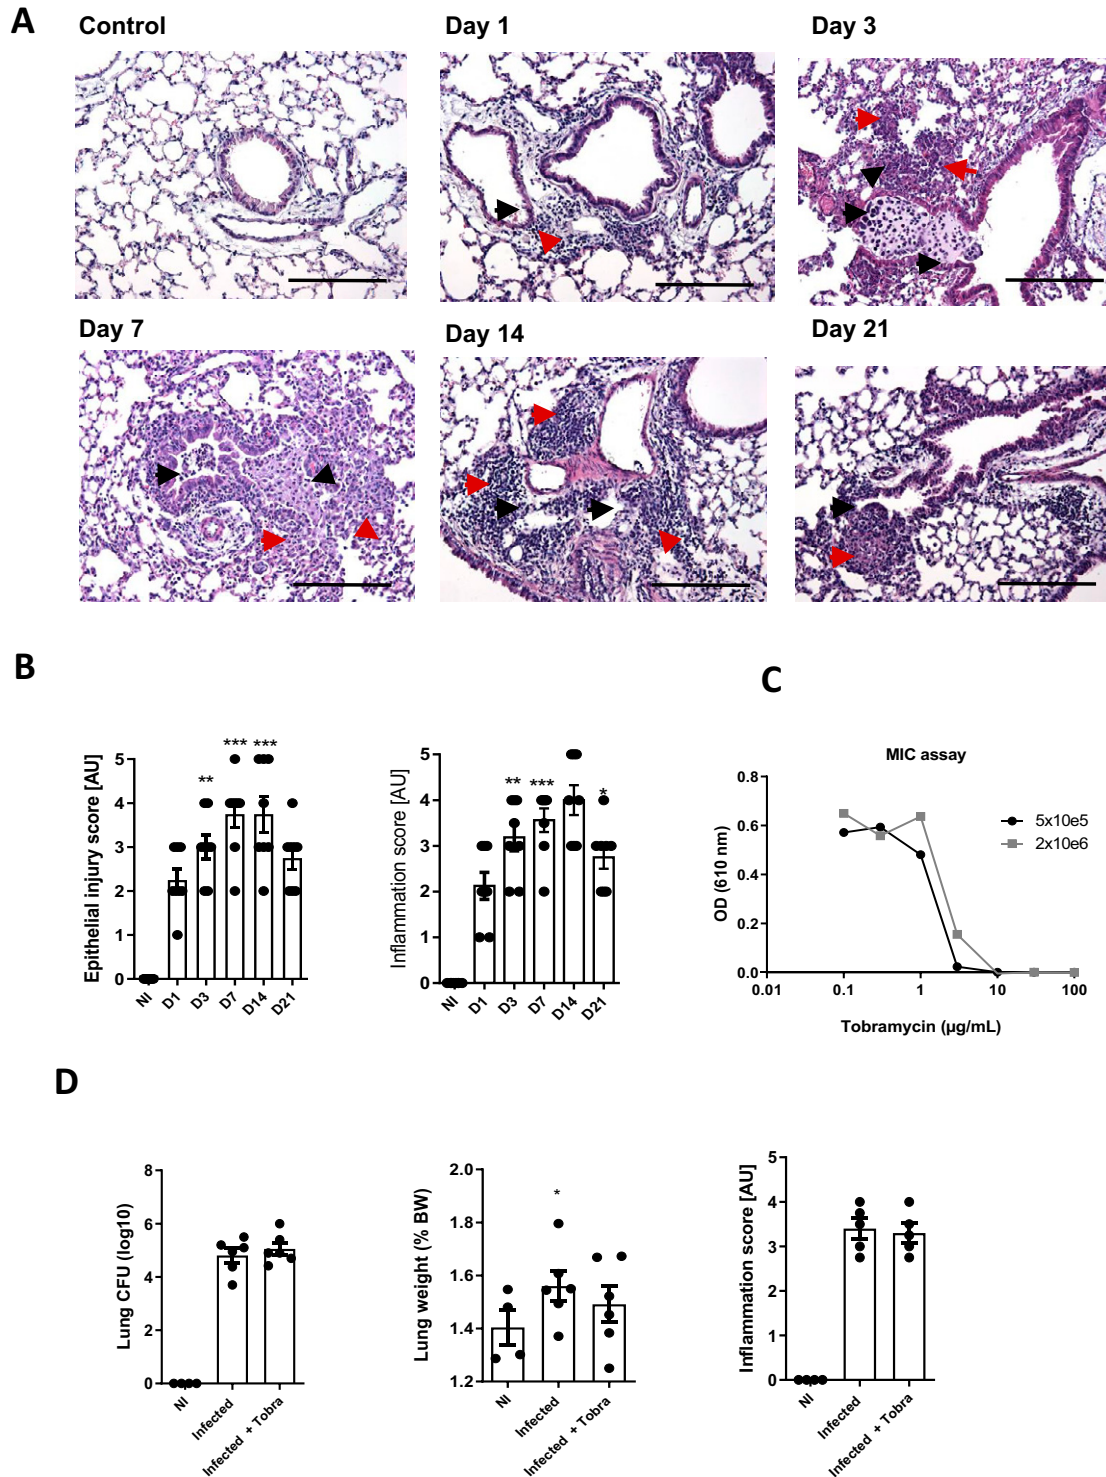 A
Control
Day 1
Day 3
Day 7
Day 14
Day 21
B
Epithelial injury score [AU]
5
4
3
2
1
0
**
***
***
NI
D1
D3
D7
D14
D21
Inflammation score [AU]
5
4
3
2
1
0
**
***
*
NI
D1
D3
D7
D14
D21
C
MIC assay
OD (610 nm)
0.8
0.6
0.4
0.2
0.0
0.01
0.1
1
10
100
Tobramycin (µg/mL)
5x10e5
2x10e6
D
Lung CFU (log10)
8
6
4
2
0
NI
Infected
Infected + Tobra
Lung weight (% BW)
2.0
1.8
1.6
1.4
1.2
*
NI
Infected
Infected + Tobra
Inflammation score [AU]
5
4
3
2
1
0
NI
Infected
Infected + Tobra